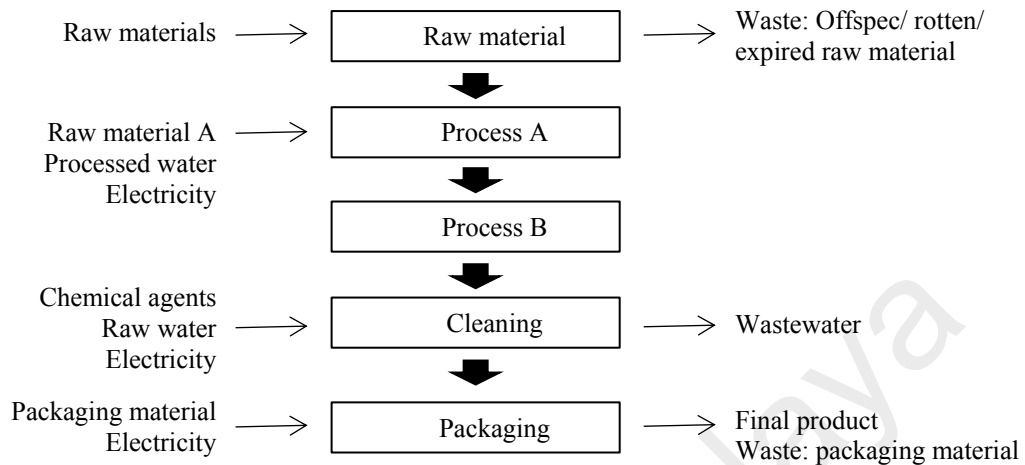 Raw materials
Raw material
Waste: Offspec/ rotten/
expired raw material
Raw material A
Processed water
Electricity
Process A
Process B
Chemical agents
Raw water
Electricity
Cleaning
Wastewater
Packaging material
Electricity
Packaging
Final product
Waste: packaging material
laya